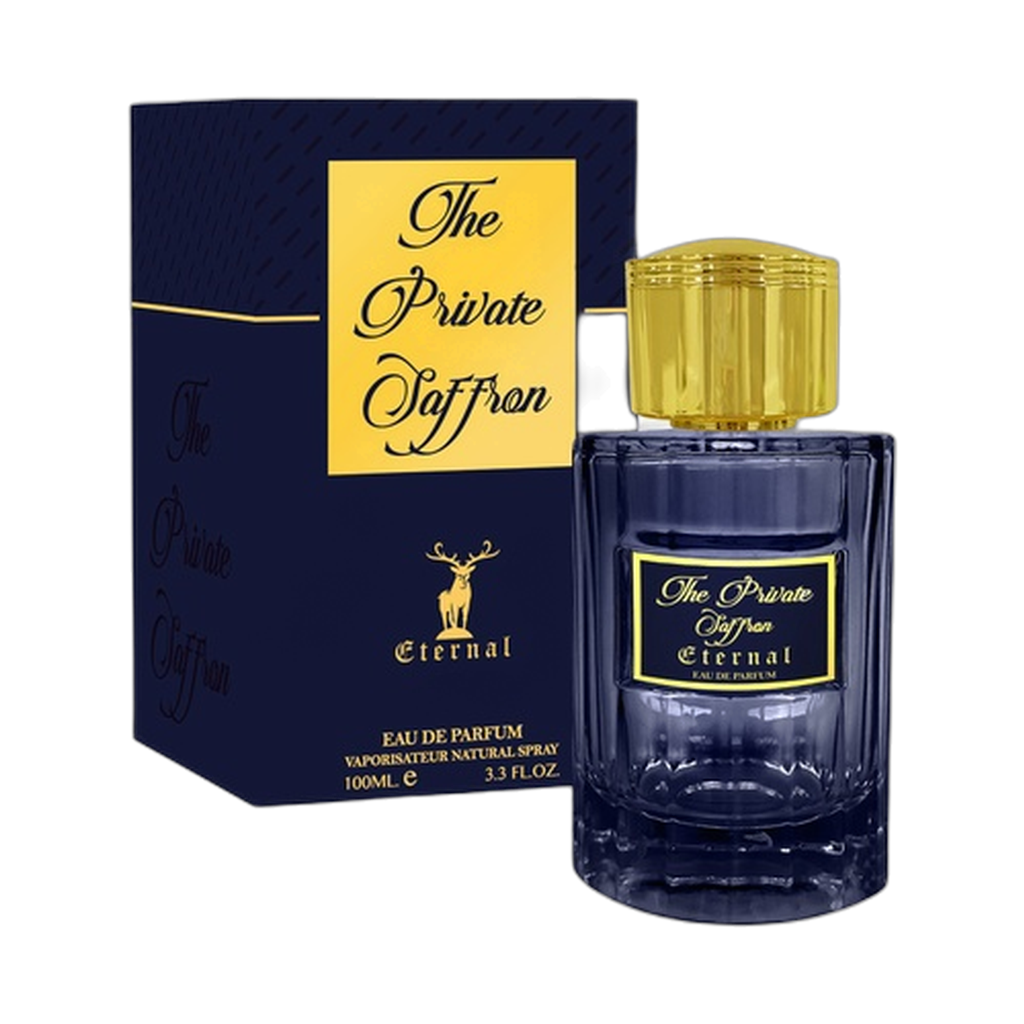 The
Private
Saffron
The
Private
Saffron
Eternal
EAU DE PARFUM
VAPORISATEUR NATURAL SPRAY
100ML. e 3.3 FL.OZ.
The Private
Saffron
Eternal
EAU DE PARFUM